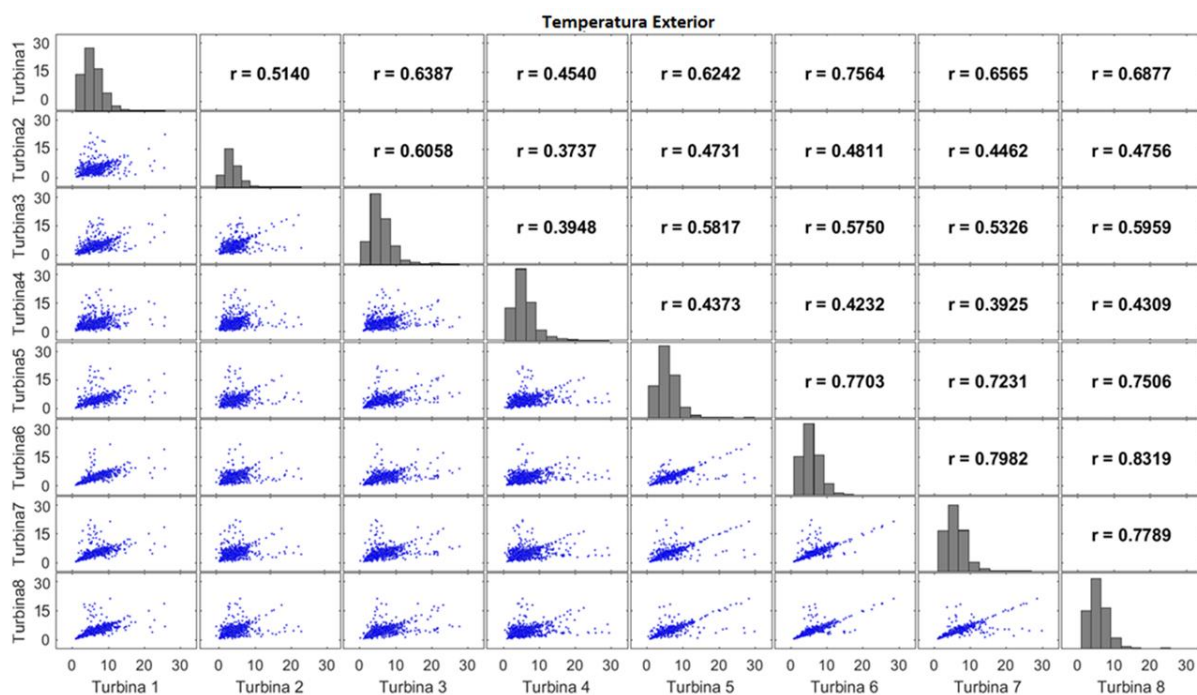 Temperatura Exterior
Turbina1
30
15
0
r = 0.5140
r = 0.6387
r = 0.4540
r = 0.6242
r = 0.7564
r = 0.6565
r = 0.6877
Turbina2
30
15
0
r = 0.6058
r = 0.3737
r = 0.4731
r = 0.4811
r = 0.4462
r = 0.4756
Turbina3
30
15
0
r = 0.3948
r = 0.5817
r = 0.5750
r = 0.5326
r = 0.5959
Turbina4
30
15
0
r = 0.4373
r = 0.4232
r = 0.3925
r = 0.4309
Turbina5
30
15
0
r = 0.7703
r = 0.7231
r = 0.7506
Turbina6
30
15
0
r = 0.7982
r = 0.8319
Turbina7
30
15
0
r = 0.7789
Turbina8
30
15
0
0 10 20 30 0 10 20 30 0 10 20 30 0 10 20 30 0 10 20 30 0 10 20 30 0 10 20 30 0 10 20 30
Turbina 1 Turbina 2 Turbina 3 Turbina 4 Turbina 5 Turbina 6 Turbina 7 Turbina 8